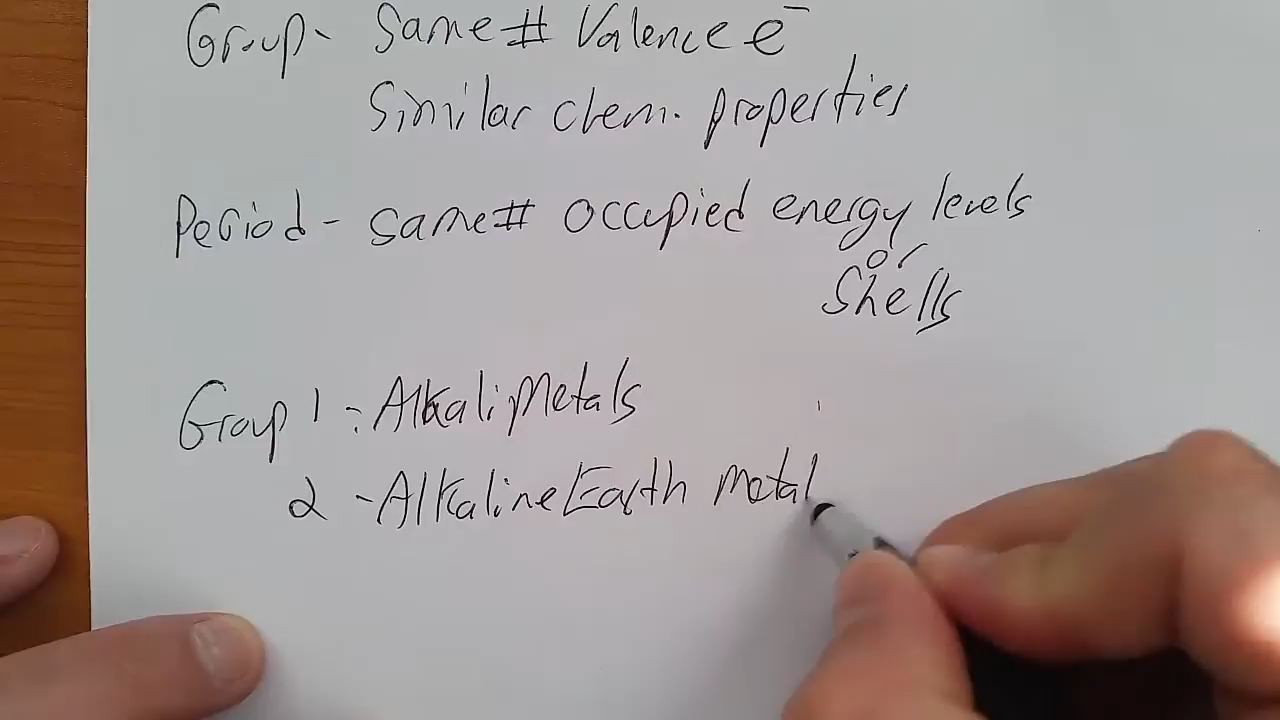 Group- Same# Valence e⁻
Similar chem. properties
Period - same# occupied energy levels
or
Shells
Group 1 - Alkali Metals
2 - Alkaline Earth Metal